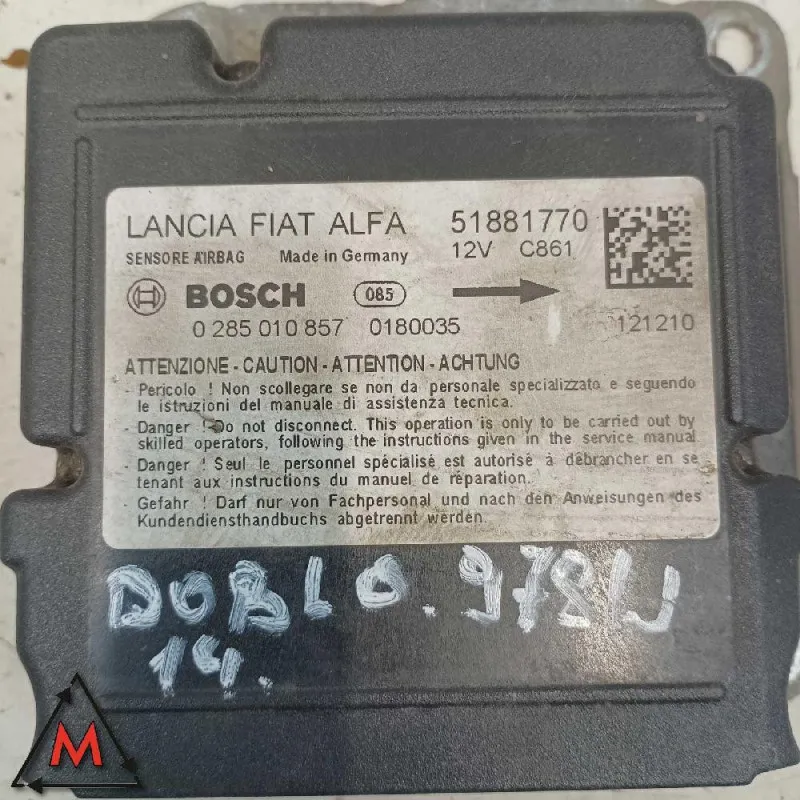 LANCIA FIAT ALFA 51881770
SENSORE AIRBAG Made in Germany 12V C861
BOSCH 085
0 285 010 857 0180035 121210
ATTENZIONE - CAUTION - ATTENTION - ACHTUNG
- Pericolo ! Non scollegare se non da personale specializzato e seguendo
le istruzioni del manuale di assistenza tecnica.
- Danger ! Do not disconnect. This operation is only to be carried out by
skilled operators, following the instructions given in the service manual
- Danger ! Seul le personnel spécialisé est autorisé à débrancher en se
tenant aux instructions du manuel de réparation.
- Gefahr ! Darf nur von Fachpersonal und nach den Anweisungen des
Kundendiensthandbuchs abgetrennt werden.
DOBLO.
14.
M